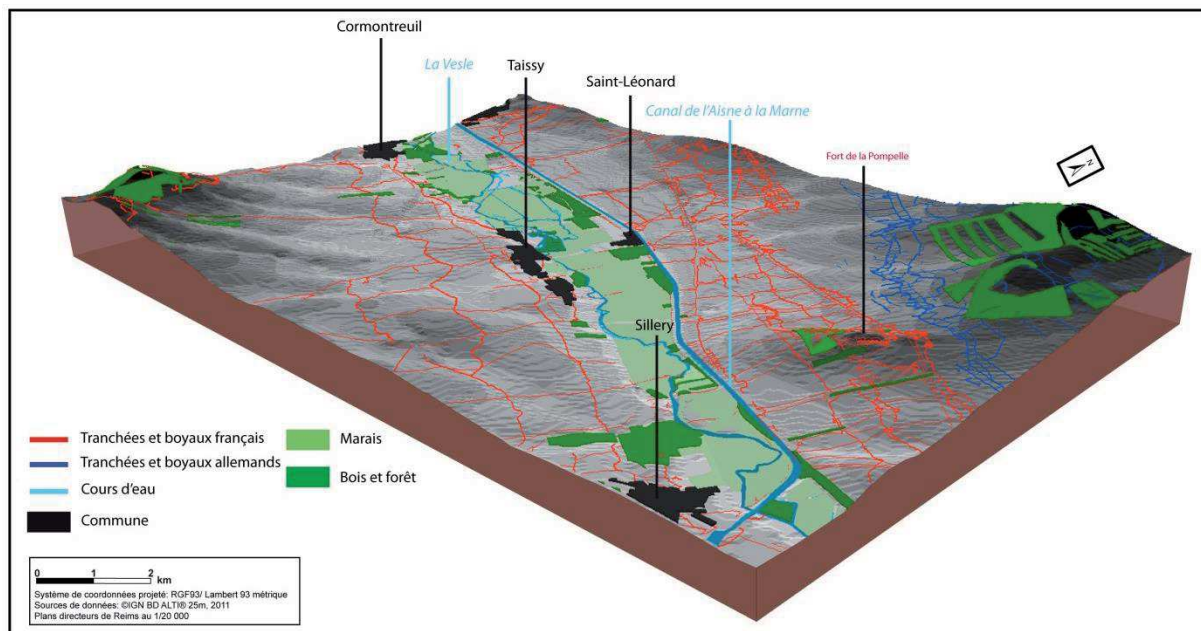 Cormontreuil
La Vesle
Taissy
Saint-Léonard
Canal de l'Aisne à la Marne
Fort de la Pompelle
N
Sillery
Tranchées et boyaux français
Tranchées et boyaux allemands
Cours d'eau
Commune
Marais
Bois et forêt
0 1 2 km
Système de coordonnées projeté: RGF93/ Lambert 93 métrique
Sources de données: ©IGN BD ALTI® 25m, 2011
Plans directeurs de Reims au 1/20 000